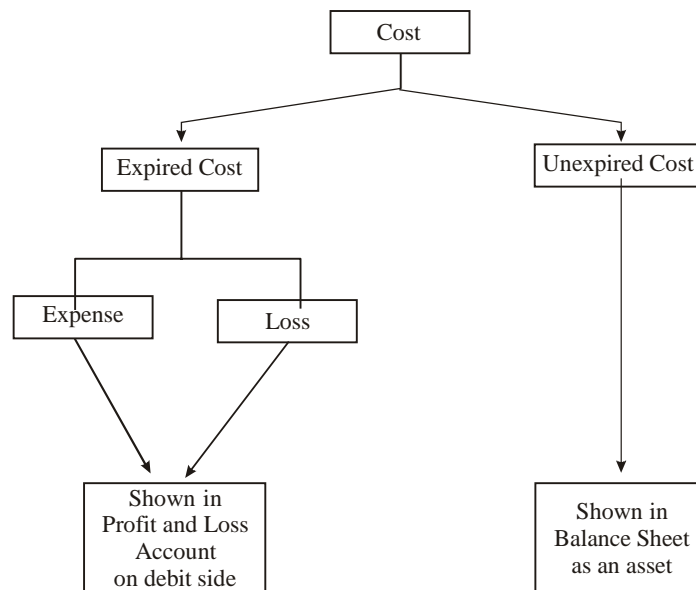 Cost
Expired Cost
Unexpired Cost
Expense
Loss
Shown in
Profit and Loss
Account
on debit side
Shown in
Balance Sheet
as an asset